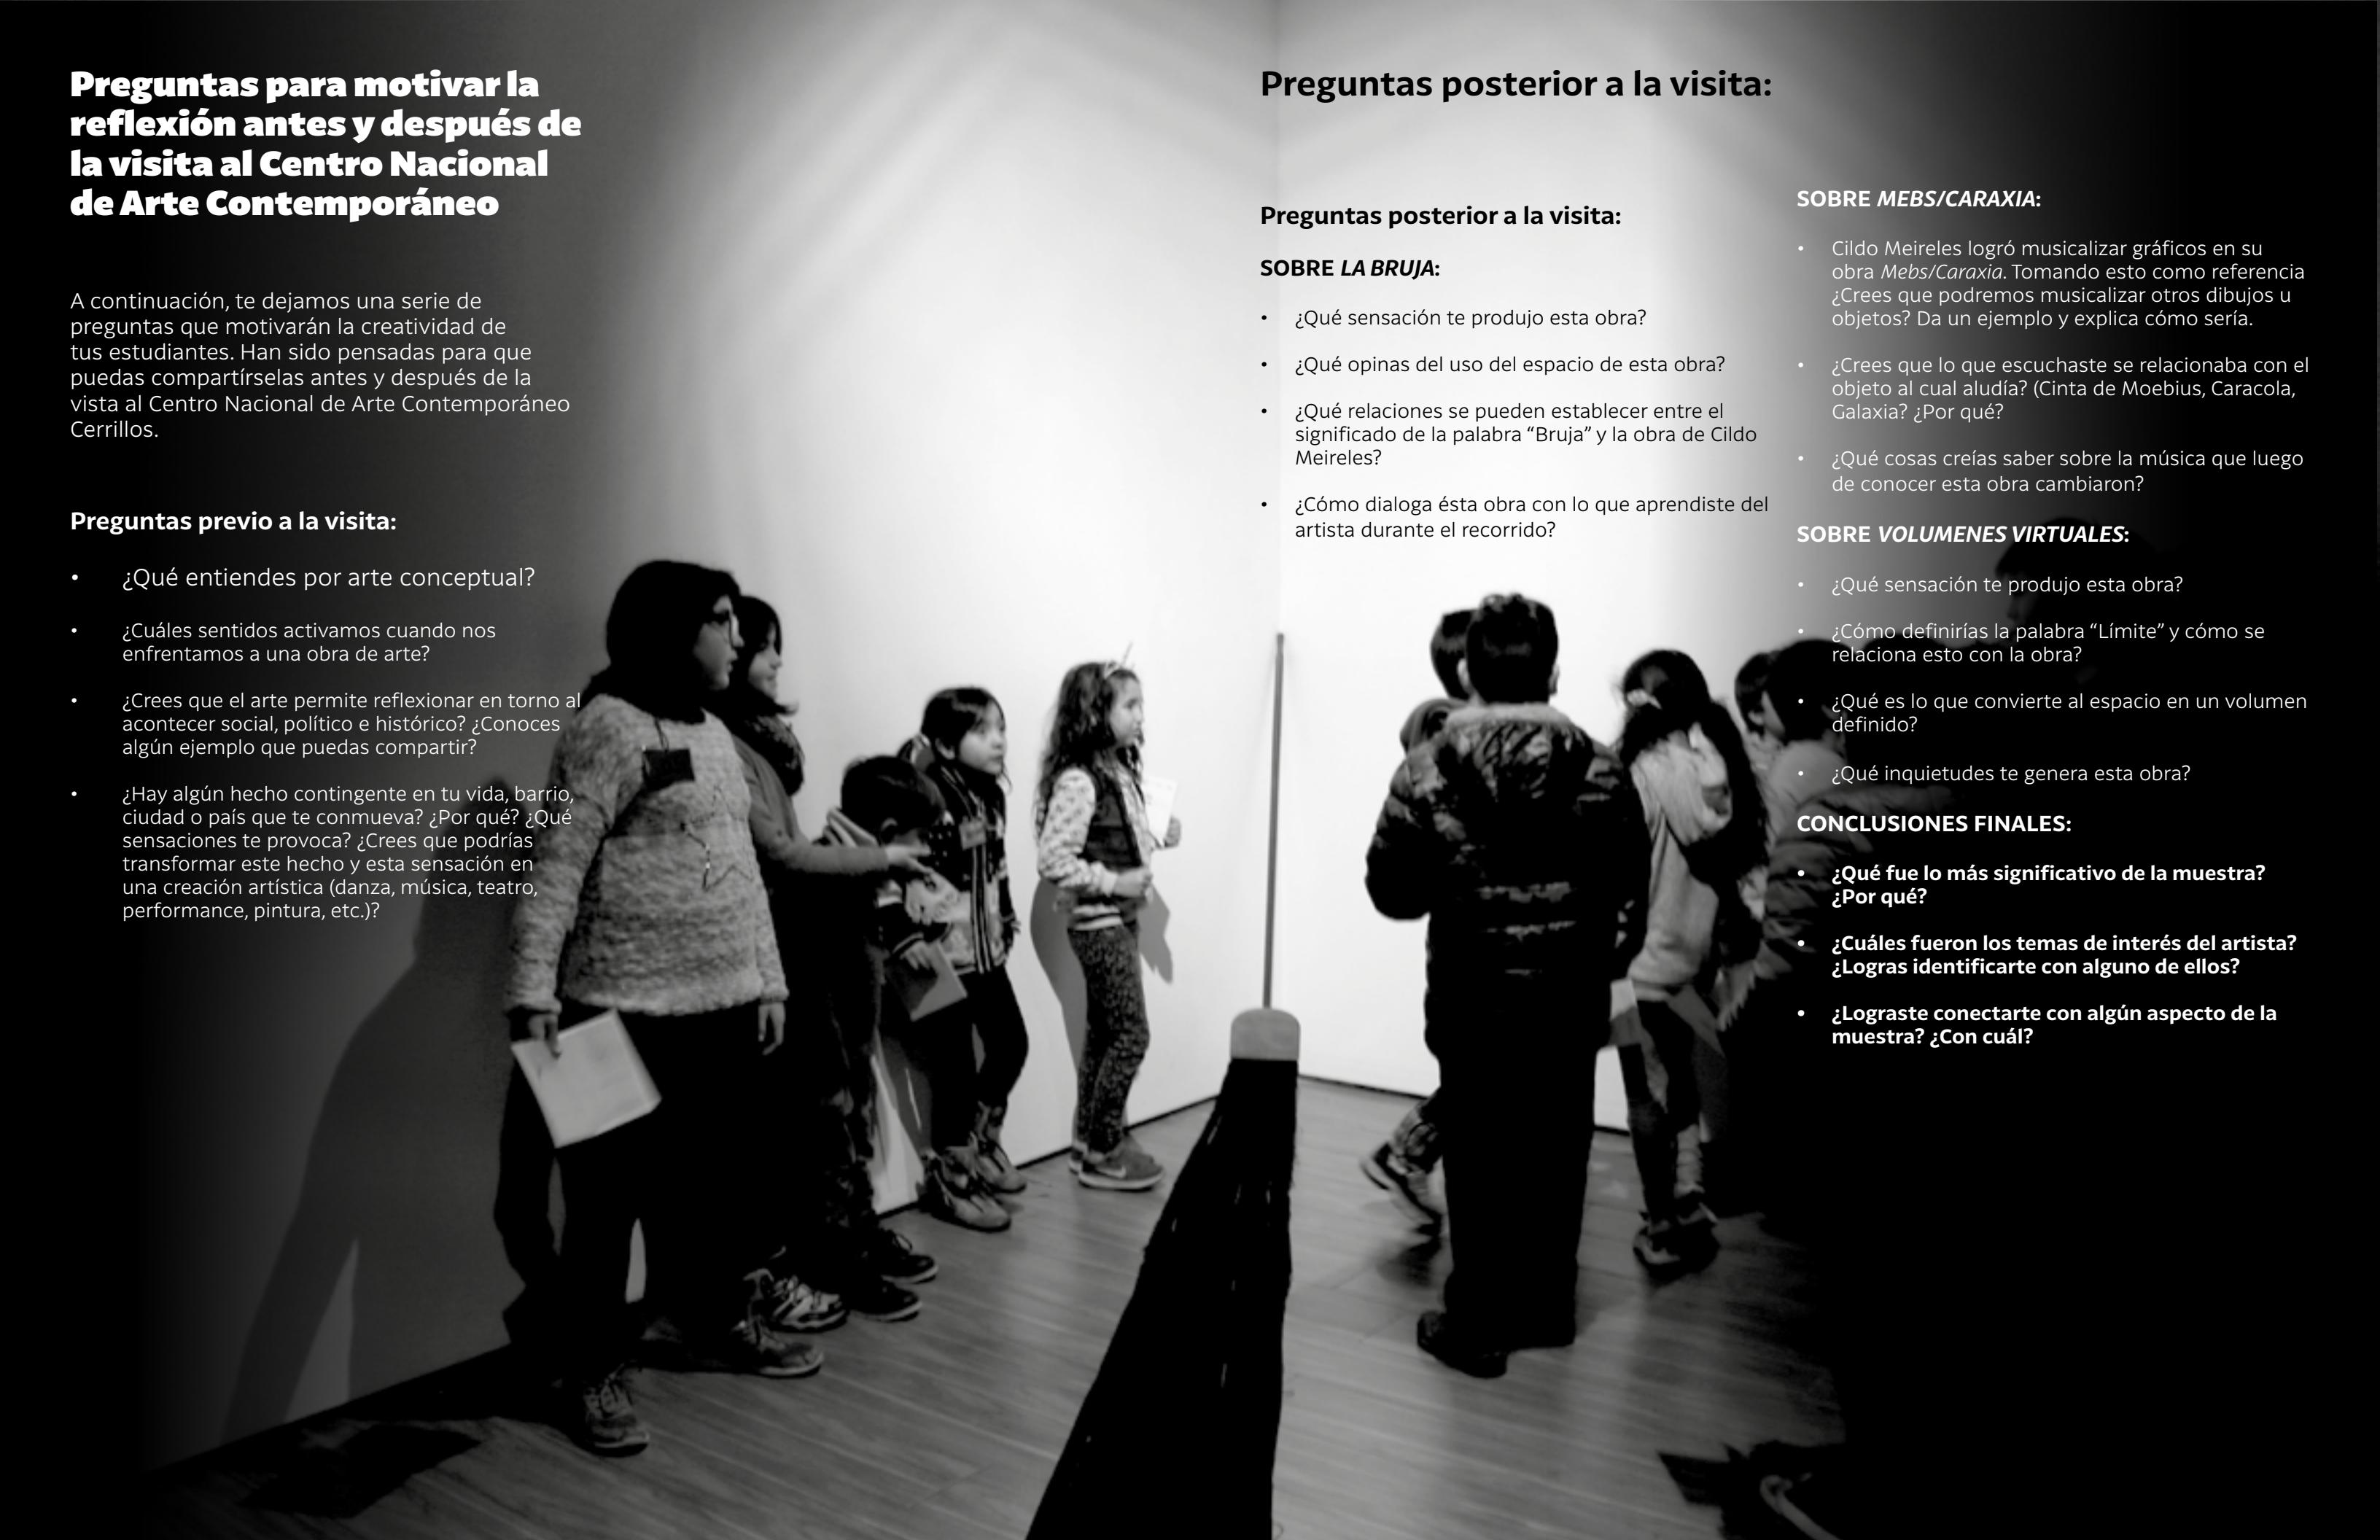 Preguntas para motivar la
reflexión antes y después de
la visita al Centro Nacional
de Arte Contemporáneo
A continuación, te dejamos una serie de
preguntas que motivarán la creatividad de
tus estudiantes. Han sido pensadas para que
puedas compartírselas antes y después de la
vista al Centro Nacional de Arte Contemporáneo
Cerrillos.
Preguntas previo a la visita:
• ¿Qué entiendes por arte conceptual?
• ¿Cuáles sentidos activamos cuando nos
enfrentamos a una obra de arte?
• ¿Crees que el arte permite reflexionar en torno al
acontecer social, político e histórico? ¿Conoces
algún ejemplo que puedas compartir?
• ¿Hay algún hecho contingente en tu vida, barrio,
ciudad o país que te conmueva? ¿Por qué? ¿Qué
sensaciones te provoca? ¿Crees que podrías
transformar este hecho y esta sensación en
una creación artística (danza, música, teatro,
performance, pintura, etc.)?
Preguntas posterior a la visita:
Preguntas posterior a la visita:
SOBRE LA BRUJA:
• ¿Qué sensación te produjo esta obra?
• ¿Qué opinas del uso del espacio de esta obra?
• ¿Qué relaciones se pueden establecer entre el
significado de la palabra “Bruja” y la obra de Cildo
Meireles?
• ¿Cómo dialoga ésta obra con lo que aprendiste del
artista durante el recorrido?
SOBRE MEBS/CARAXIA:
• Cildo Meireles logró musicalizar gráficos en su
obra Mebs/Caraxia. Tomando esto como referencia
¿Crees que podremos musicalizar otros dibujos u
objetos? Da un ejemplo y explica cómo sería.
• ¿Crees que lo que escuchaste se relacionaba con el
objeto al cual aludía? (Cinta de Moebius, Caracola,
Galaxia? ¿Por qué?
• ¿Qué cosas creías saber sobre la música que luego
de conocer esta obra cambiaron?
SOBRE VOLUMENES VIRTUALES:
• ¿Qué sensación te produjo esta obra?
• ¿Cómo definirías la palabra “Límite” y cómo se
relaciona esto con la obra?
• ¿Qué es lo que convierte al espacio en un volumen
definido?
• ¿Qué inquietudes te genera esta obra?
CONCLUSIONES FINALES:
• ¿Qué fue lo más significativo de la muestra?
¿Por qué?
• ¿Cuáles fueron los temas de interés del artista?
¿Logras identificarte con alguno de ellos?
• ¿Lograste conectarte con algún aspecto de la
muestra? ¿Con cuál?